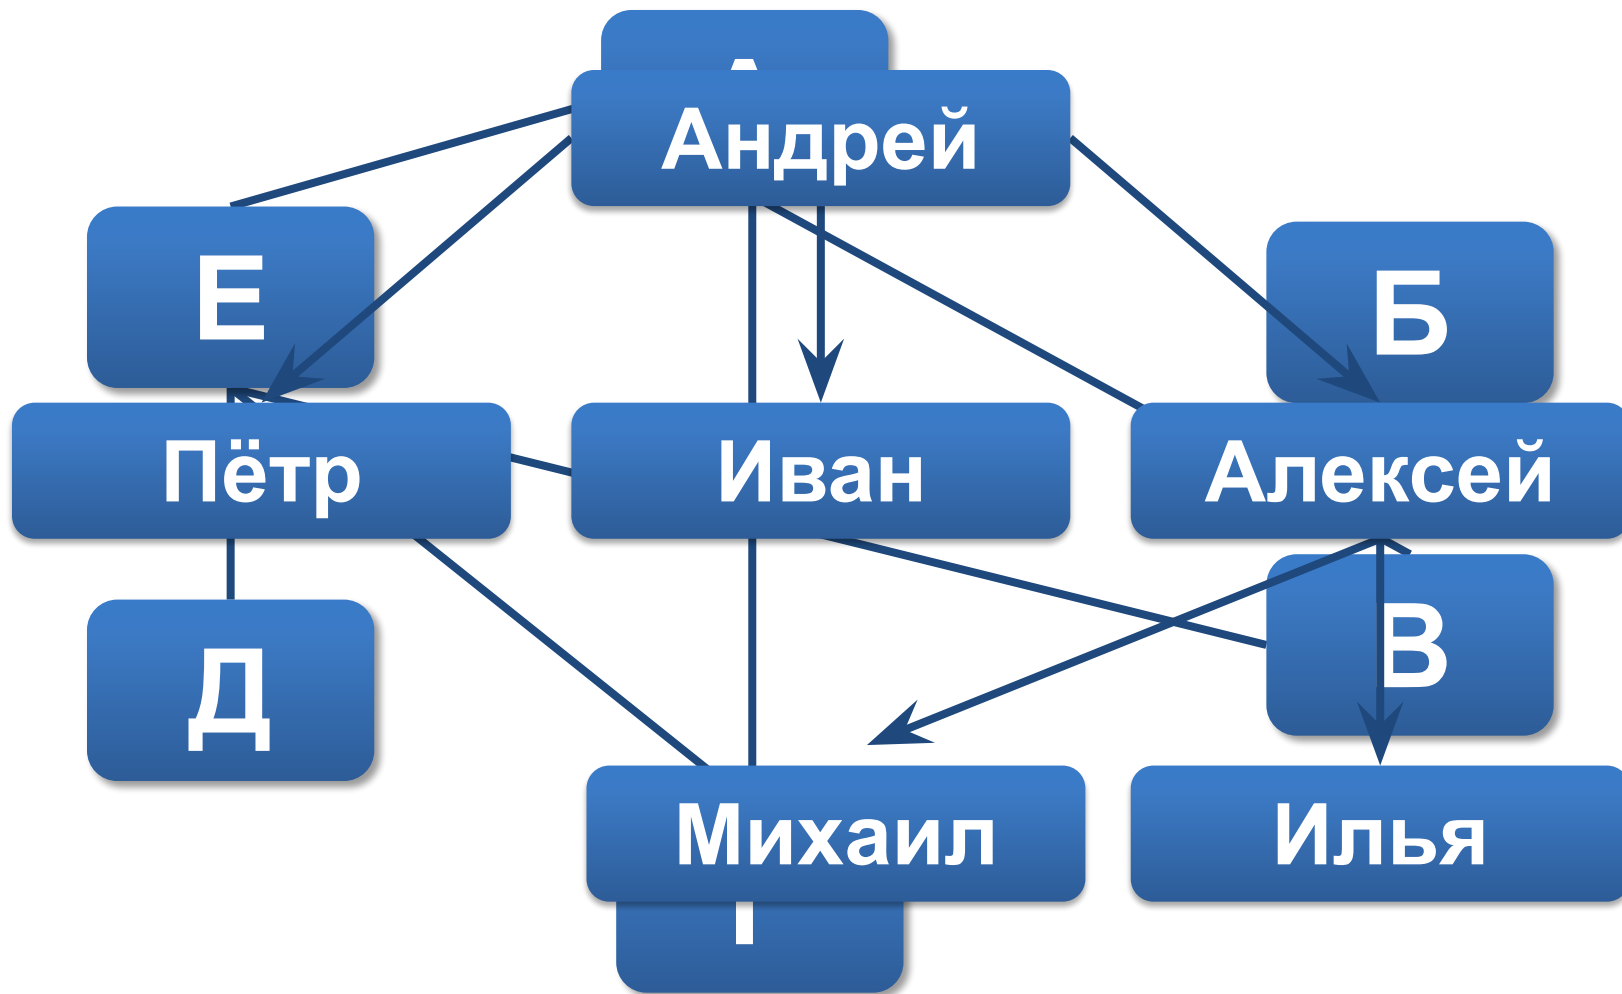 Андрей
Е
Б
Пётр
Иван
Алексей
Д
В
Михаил
Илья